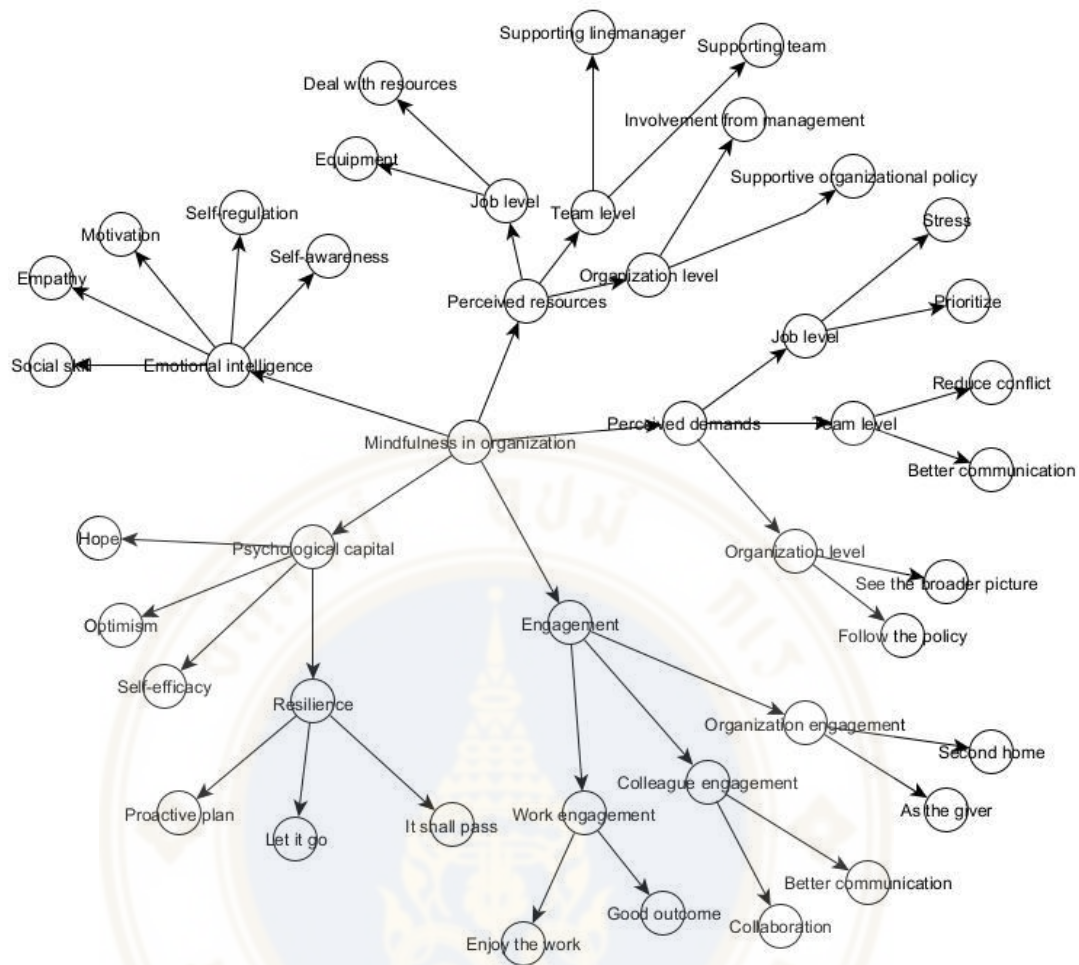 Supporting linemanager
Supporting team
Deal with resources
Involvement from management
Equipment
Supportive organizational policy
Job level
Team level
Self-regulation
Stress
Motivation
Self-awareness
Organization level
Empathy
Perceived resources
Prioritize
Job level
Social skill
Emotional intelligence
Reduce conflict
Perceived demands
Team level
Mindfulness in organization
Better communication
Hope
Psychological capital
Organization level
See the broader picture
Optimism
Engagement
Follow the policy
Self-efficacy
Resilience
Organization engagement
Second home
Colleague engagement
Proactive plan
Work engagement
As the giver
It shall pass
Let it go
Better communication
Good outcome
Collaboration
Enjoy the work